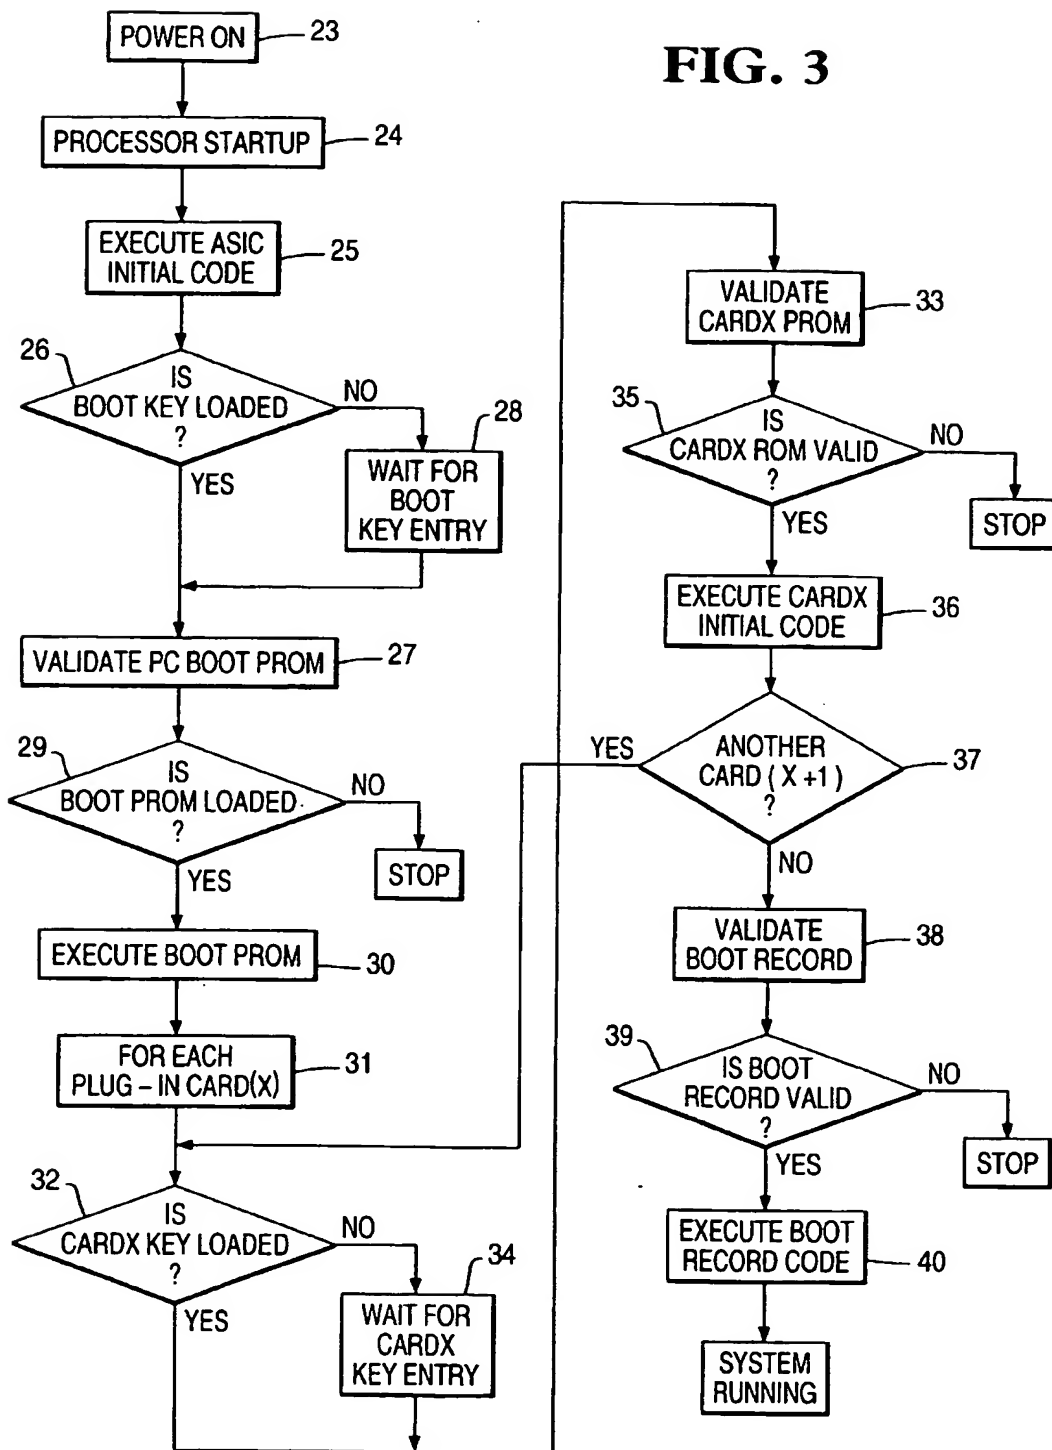 FIG. 3
POWER ON
23
PROCESSOR STARTUP
24
EXECUTE ASIC
INITIAL CODE
25
26
IS
BOOT KEY LOADED
?
NO
YES
28
WAIT FOR
BOOT
KEY ENTRY
VALIDATE PC BOOT PROM
27
29
IS
BOOT PROM LOADED
?
NO
YES
STOP
EXECUTE BOOT PROM
30
FOR EACH
PLUG – IN CARD(X)
31
32
IS
CARDX KEY LOADED
?
NO
YES
34
WAIT FOR
CARDX
KEY ENTRY
VALIDATE
CARDX PROM
33
35
IS
CARDX ROM VALID
?
NO
YES
STOP
EXECUTE CARDX
INITIAL CODE
36
YES
ANOTHER
CARD ( X +1 )
?
37
NO
VALIDATE
BOOT RECORD
38
39
IS BOOT
RECORD VALID
?
NO
YES
STOP
EXECUTE BOOT
RECORD CODE
40
SYSTEM
RUNNING